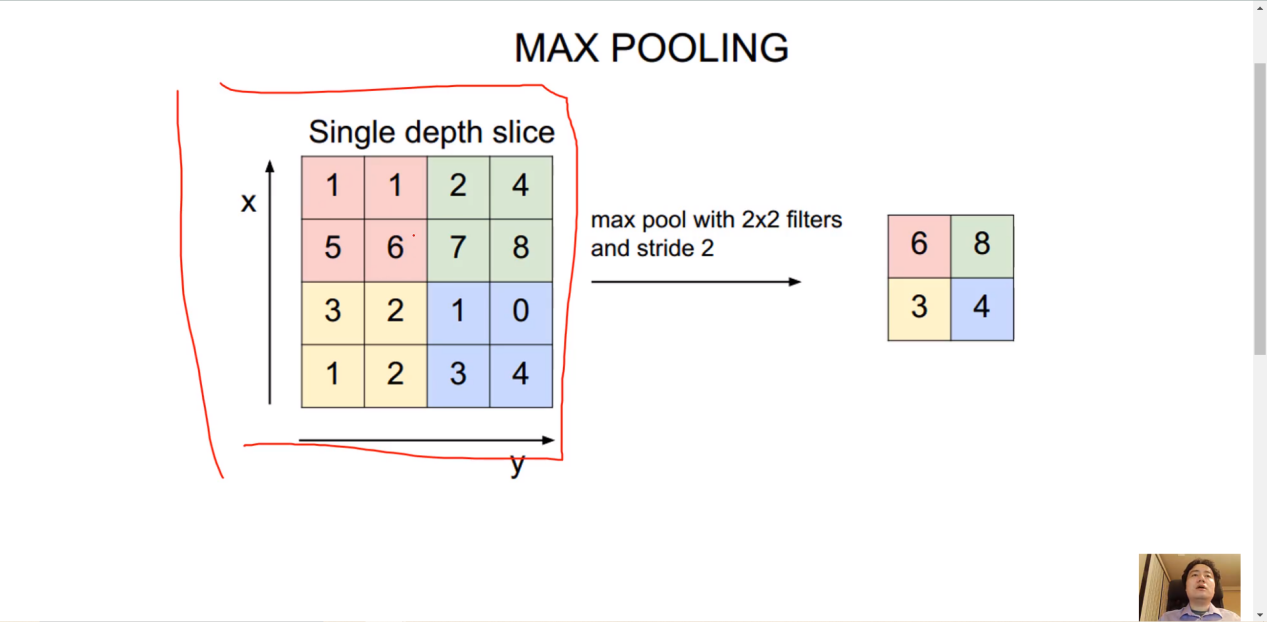 MAX POOLING
Single depth slice
x
1 1 2 4
5 6 7 8
3 2 1 0
1 2 3 4
y
max pool with 2x2 filters
and stride 2
6 8
3 4